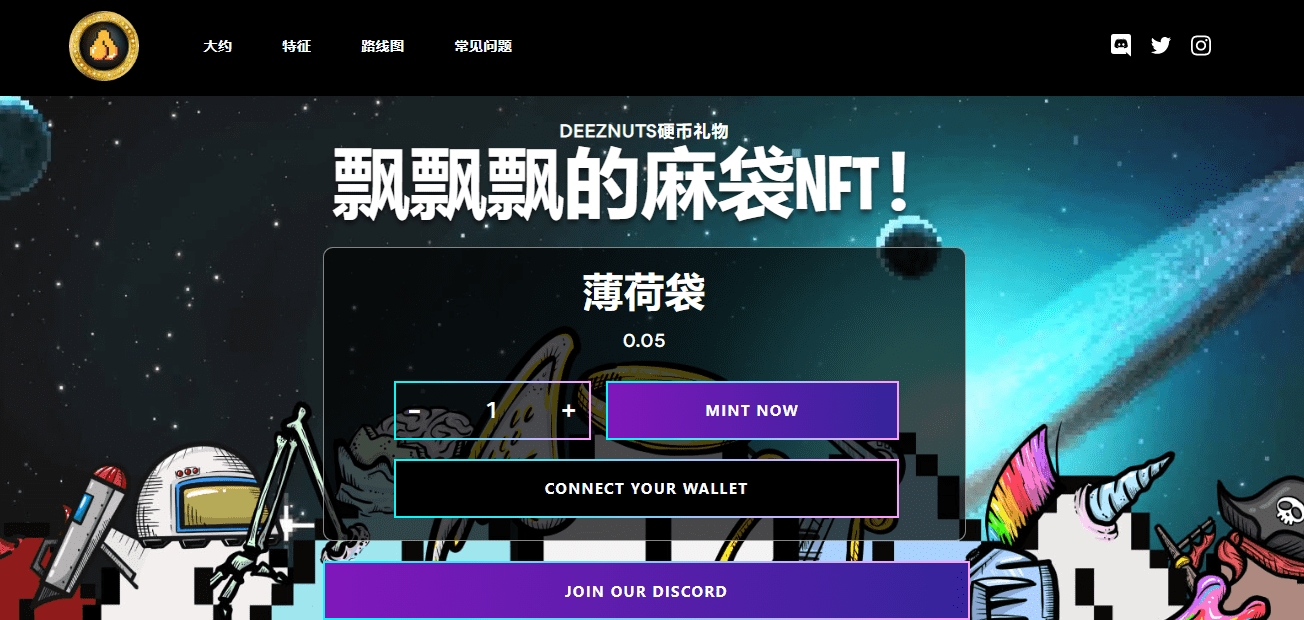 大约
特征
路线图
常见问题
DEEZNUTS硬币礼物
飘飘飘的麻袋NFT！
薄荷袋
0.05
- 1 +
MINT NOW
CONNECT YOUR WALLET
JOIN OUR DISCORD